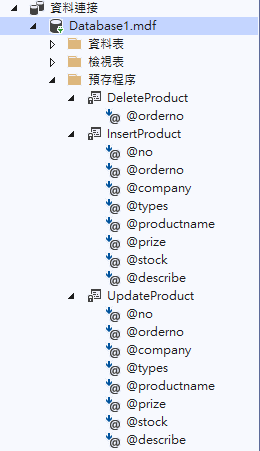 資料連接
Database1.mdf
資料表
檢視表
預存程序
DeleteProduct
@orderno
InsertProduct
@no
@orderno
@company
@types
@productname
@prize
@stock
@describe
UpdateProduct
@no
@orderno
@company
@types
@productname
@prize
@stock
@describe